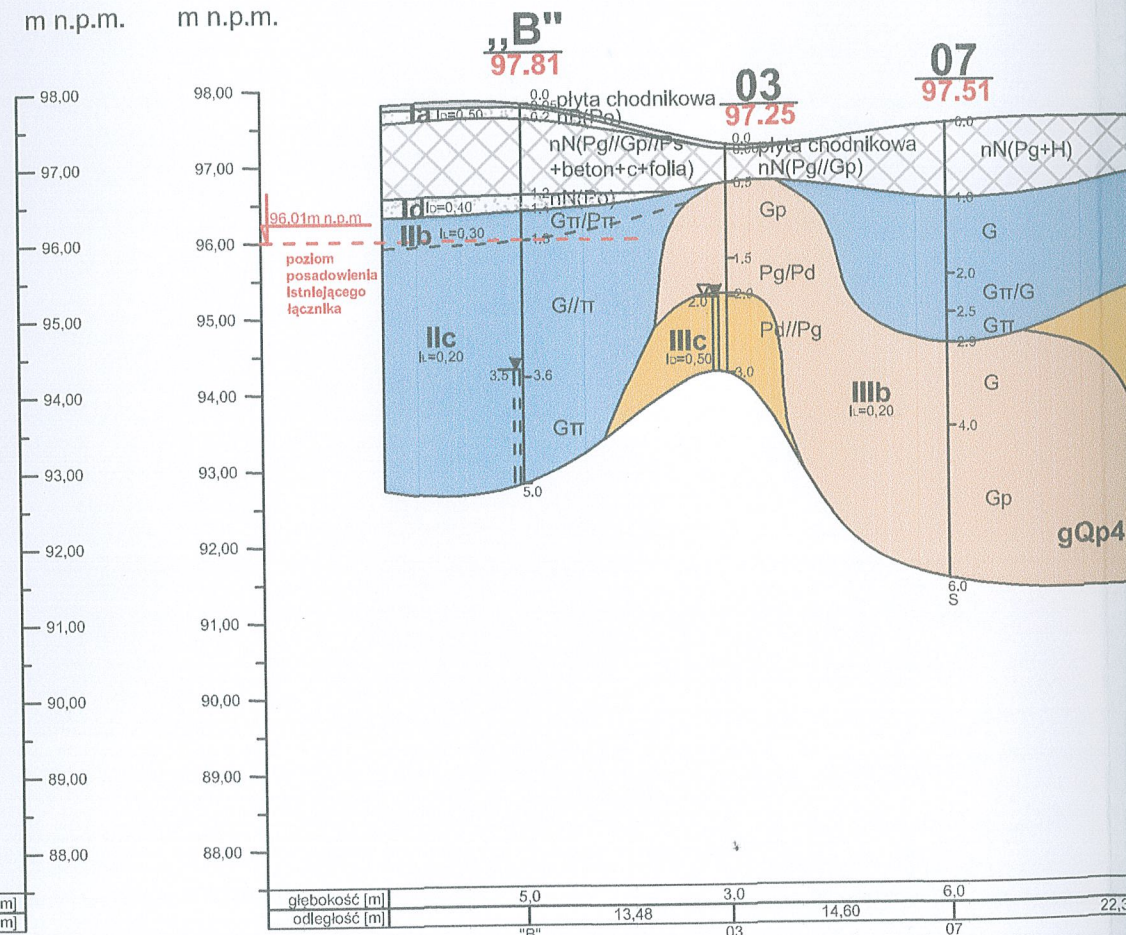 m n.p.m.
m n.p.m.
98,00
97,00
96,00
95,00
94,00
93,00
92,00
91,00
90,00
89,00
88,00
98,00
97,00
96,00
95,00
94,00
93,00
92,00
91,00
90,00
89,00
88,00
96.01m n.p.m
poziom
posadowienia
istniejącego
łącznika
„B"
97.81
03
97.25
07
97.51
0.0
płyta chodnikowa
0.2
Ia ID=0,50
nN(Pg//Gp//Ps
+beton+c+folia)
1.2
nN(Po)
Id ID=0,40
Gπ/Pπ
IIb IL=0,30
G//π
IIc
IL=0,20
3.5
3.6
Gπ
5.0
0.0
płyta chodnikowa
nN(Pg//Gp)
0.5
Gp
1.5
Pg/Pd
2.0
2.0
Pd//Pg
IIIc
ID=0,50
3.0
0.0
nN(Pg+H)
1.0
G
2.0
Gπ/G
2.5
Gπ
2.9
G
IIIb
IL=0,20
4.0
Gp
gQp4
6.0
S
m]
m]
głębokość [m] 5,0 3.0 6.0
odległość [m] 13,48 14,60 22,3
"B" 03 07